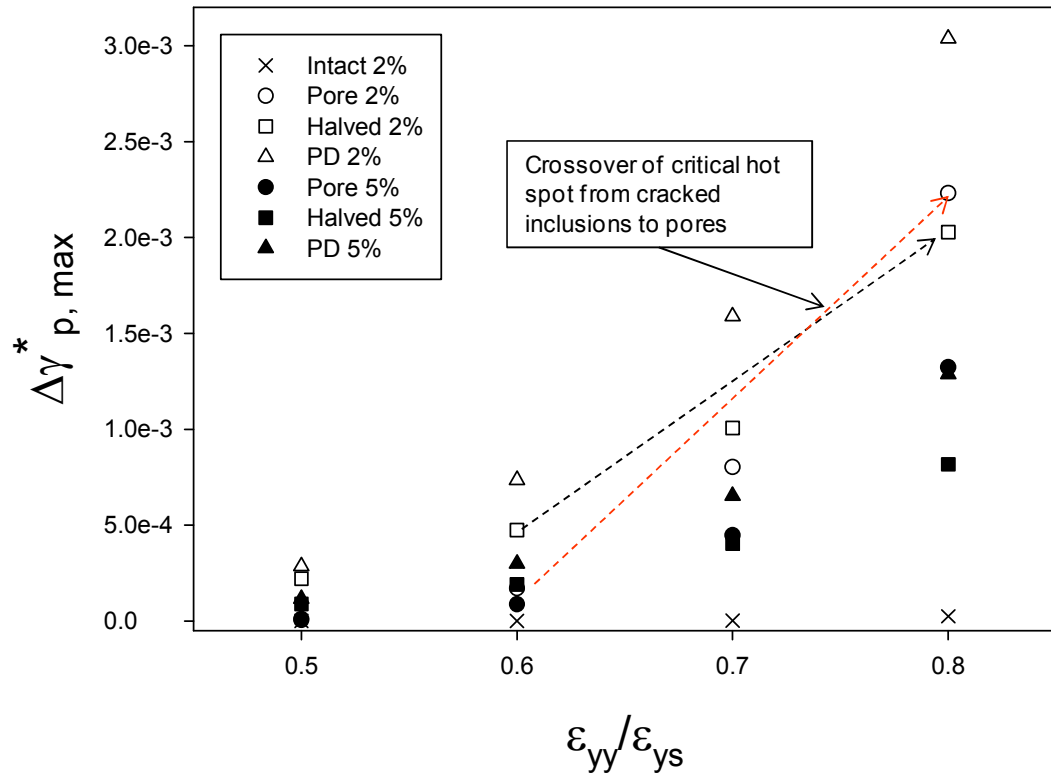 3.0e-3
2.5e-3
2.0e-3
1.5e-3
1.0e-3
5.0e-4
0.0
Δγ* p, max
Intact 2%
Pore 2%
Halved 2%
PD 2%
Pore 5%
Halved 5%
PD 5%
Crossover of critical hot
spot from cracked
inclusions to pores
0.5 0.6 0.7 0.8
εyy/εys